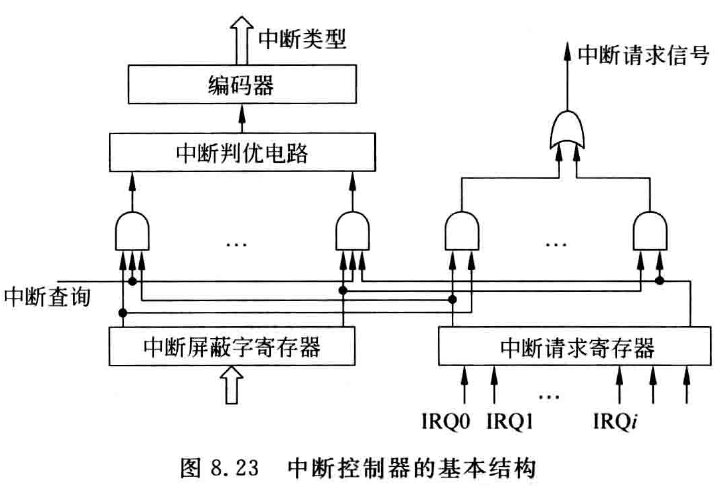 中断类型
中断请求信号
编码器
中断判优电路
…
…
中断查询
中断屏蔽字寄存器
中断请求寄存器
…
IRQ0 IRQ1 IRQi
图 8.23 中断控制器的基本结构